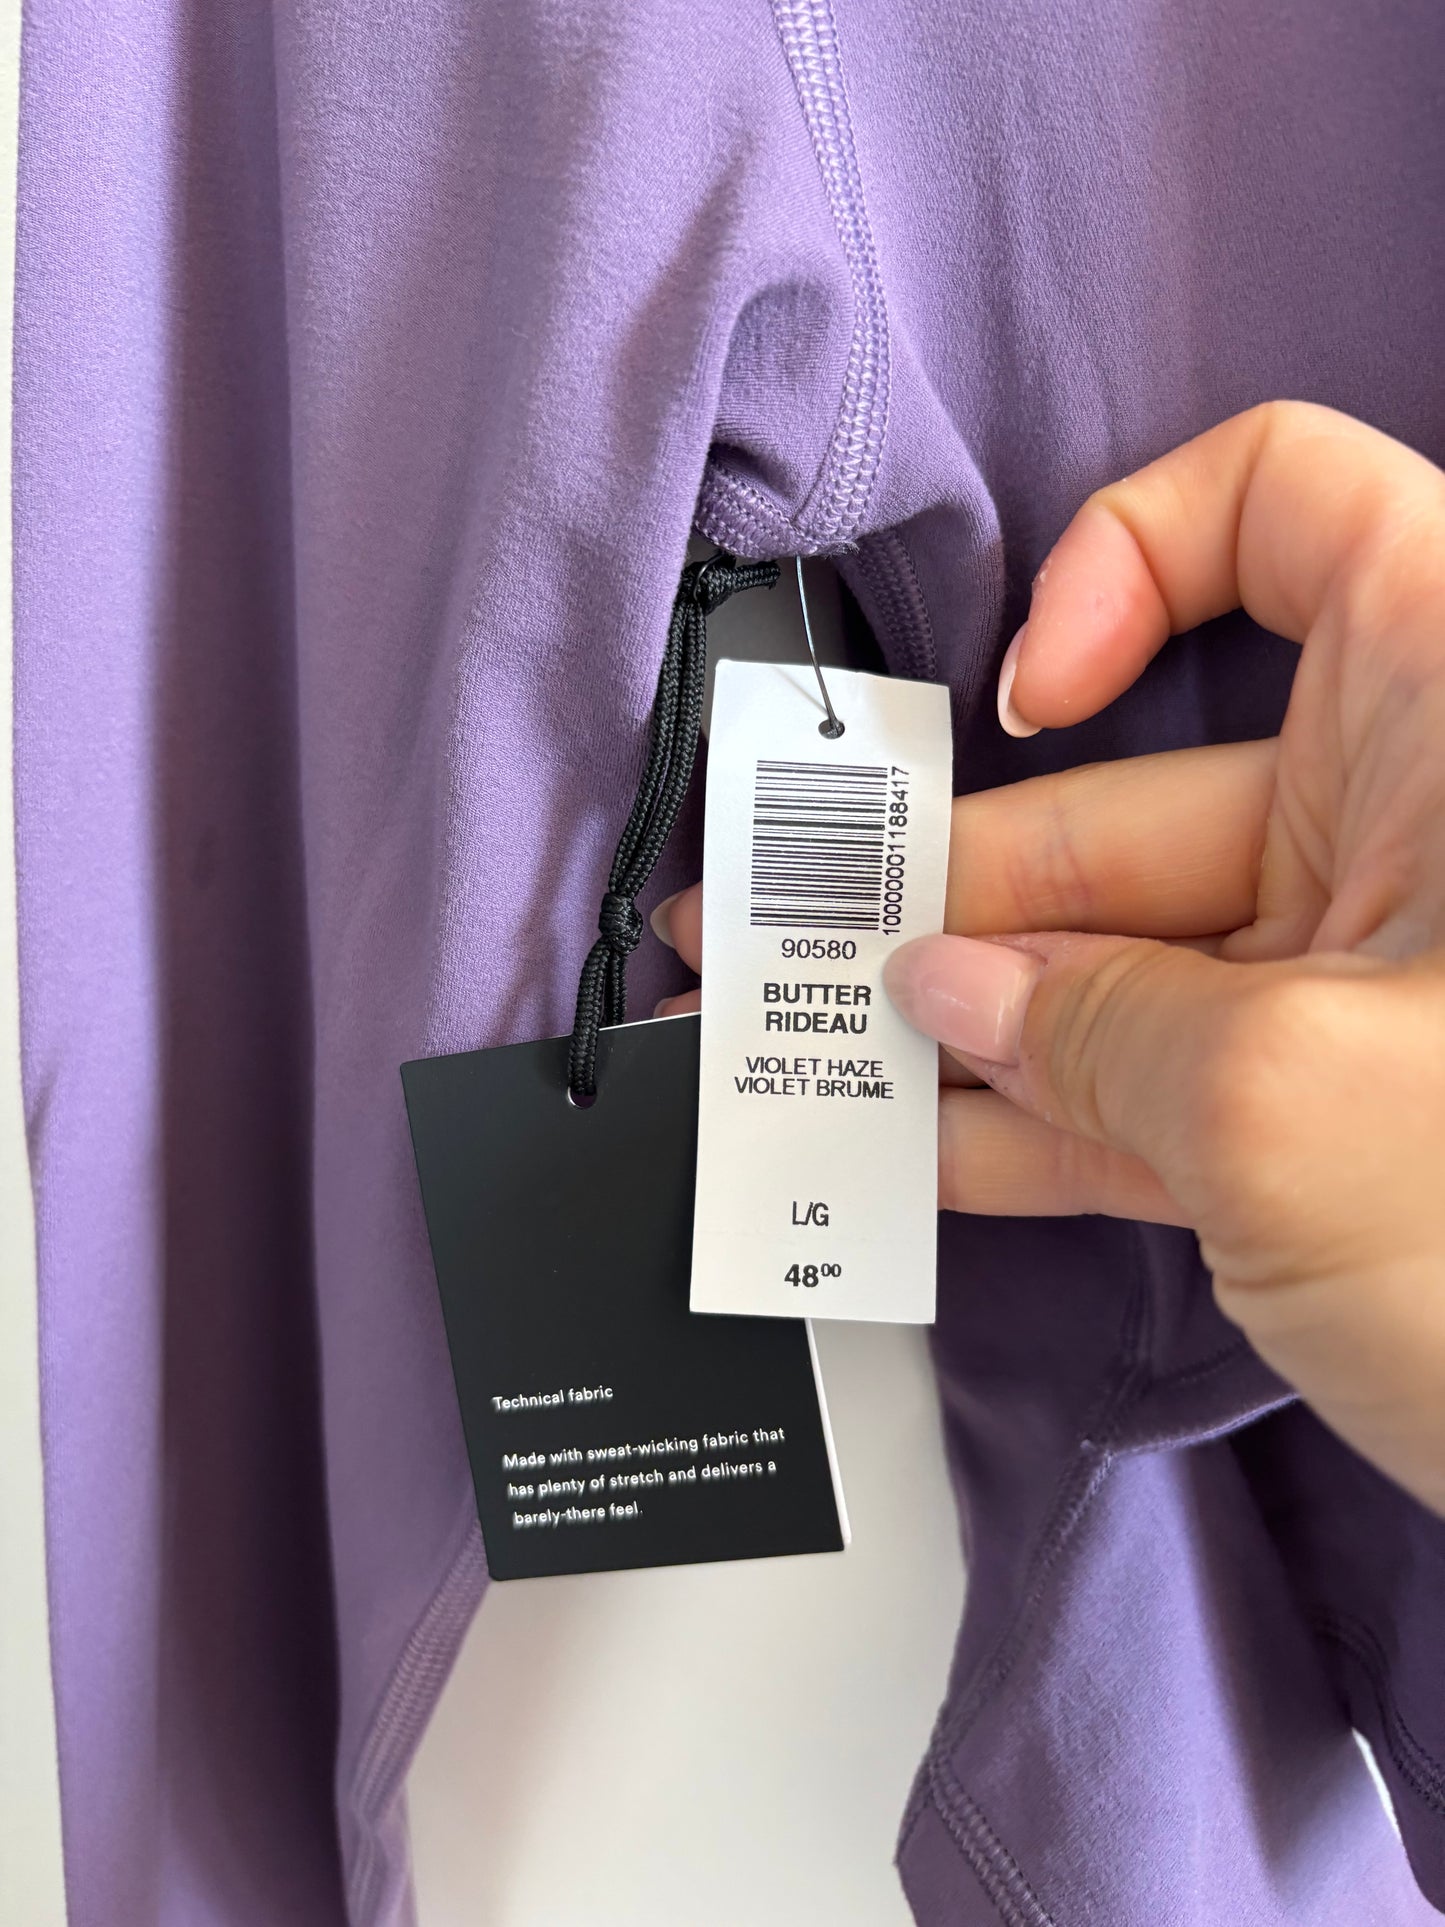 1000001188417
90580
BUTTER
RIDEAU
VIOLET HAZE
VIOLET BRUME
L/G
48⁰⁰
Technical fabric
Made with sweat-wicking fabric that
has plenty of stretch and delivers a
barely-there feel.